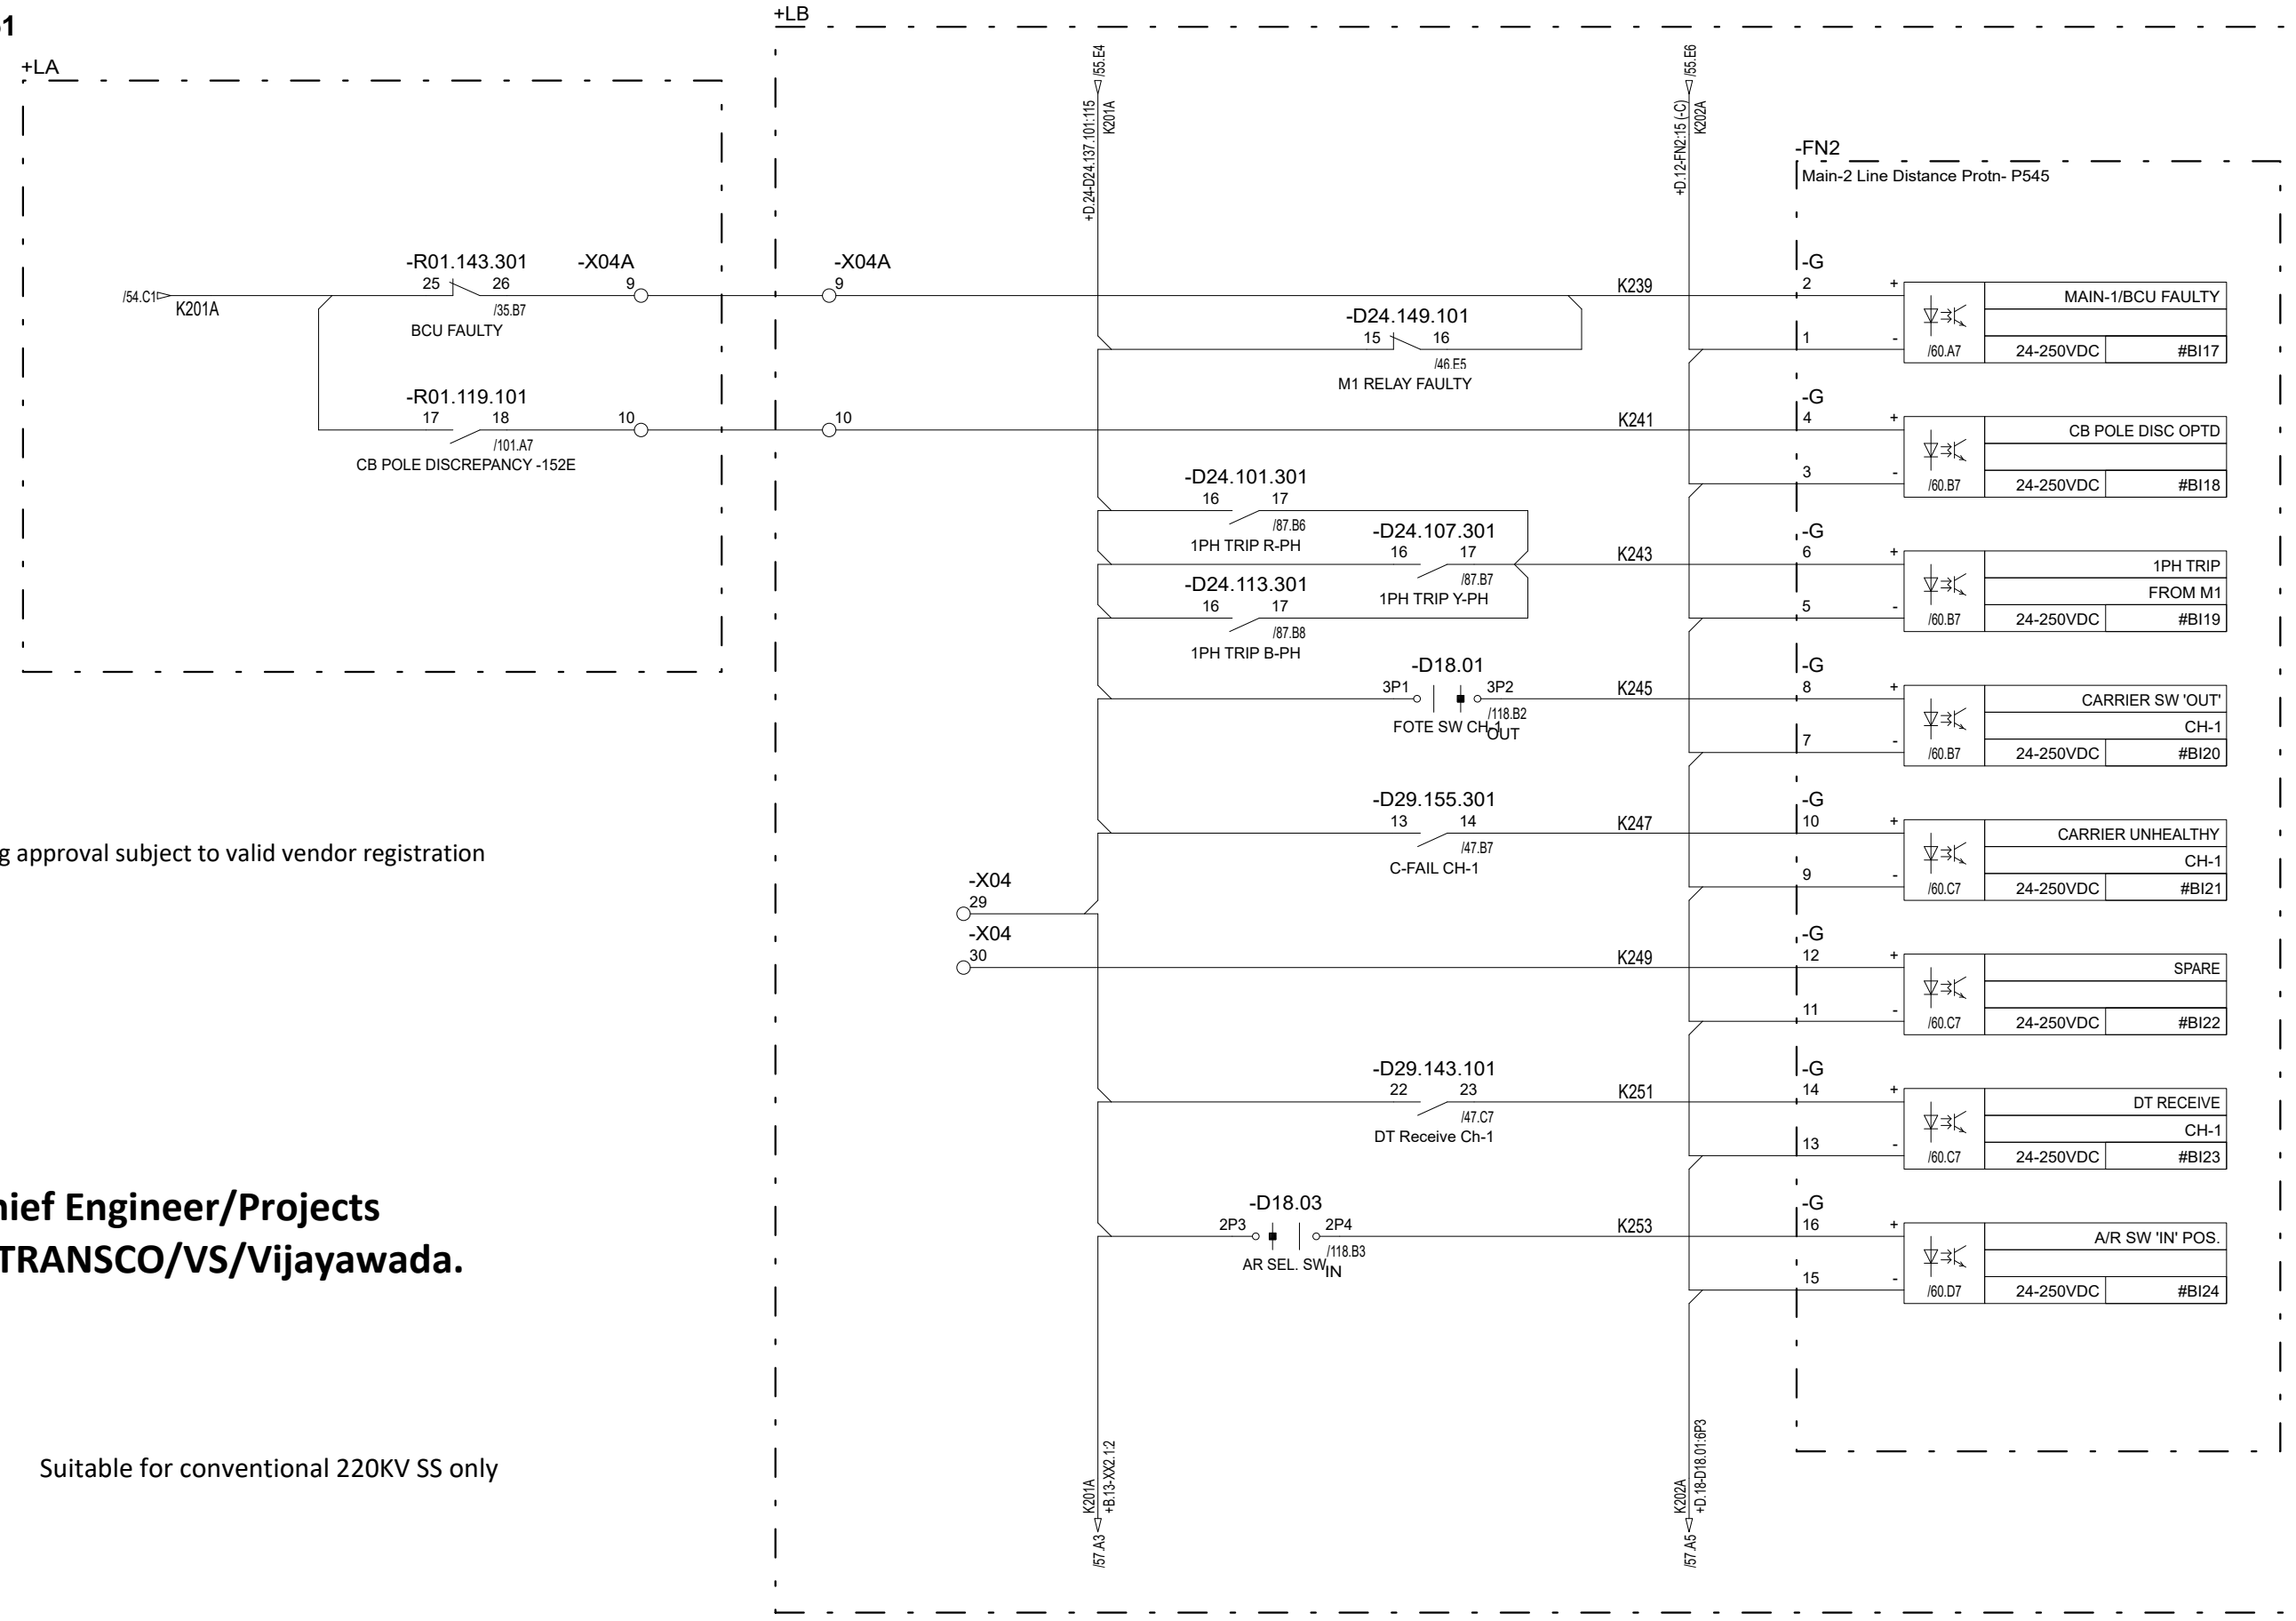 51
+LA
+LB
/55.E4
+D.24-D24.137.101:115
K201A
/55.E6
+D.12-FN2:15 (-C)
K202A
-FN2
Main-2 Line Distance Protn- P545
/54.C1
K201A
-R01.143.301
25 26
/35.B7
BCU FAULTY
-X04A
9
-X04A
9
K239
-D24.149.101
15 16
/46.E5
M1 RELAY FAULTY
-G
2 +
1 -
MAIN-1/BCU FAULTY
/60.A7 24-250VDC #BI17
-R01.119.101
17 18
/101.A7
CB POLE DISCREPANCY -152E
10
10
K241
-G
4 +
3 -
CB POLE DISC OPTD
/60.B7 24-250VDC #BI18
-D24.101.301
16 17
/87.B6
1PH TRIP R-PH
-D24.107.301
16 17
/87.B7
1PH TRIP Y-PH
-D24.113.301
16 17
/87.B8
1PH TRIP B-PH
K243
-G
6 +
5 -
1PH TRIP
FROM M1
/60.B7 24-250VDC #BI19
-D18.01
3P1 3P2
/118.B2
FOTE SW CH-1
OUT
K245
-G
8 +
7 -
CARRIER SW 'OUT'
CH-1
/60.B7 24-250VDC #BI20
-D29.155.301
13 14
/47.B7
C-FAIL CH-1
K247
-G
10 +
9 -
CARRIER UNHEALTHY
CH-1
/60.C7 24-250VDC #BI21
g approval subject to valid vendor registration
-X04
29
-X04
30
K249
-G
12 +
11 -
SPARE
/60.C7 24-250VDC #BI22
-D29.143.101
22 23
/47.C7
DT Receive Ch-1
K251
-G
14 +
13 -
DT RECEIVE
CH-1
/60.C7 24-250VDC #BI23
hief Engineer/Projects
TRANSCO/VS/Vijayawada.
-D18.03
2P3 2P4
/118.B3
AR SEL. SW
IN
K253
-G
16 +
15 -
A/R SW 'IN' POS.
/60.D7 24-250VDC #BI24
Suitable for conventional 220KV SS only
K201A
+B.13-XX2.1:2
/57.A3
K202A
+D.18-D18.01:6P3
/57.A5